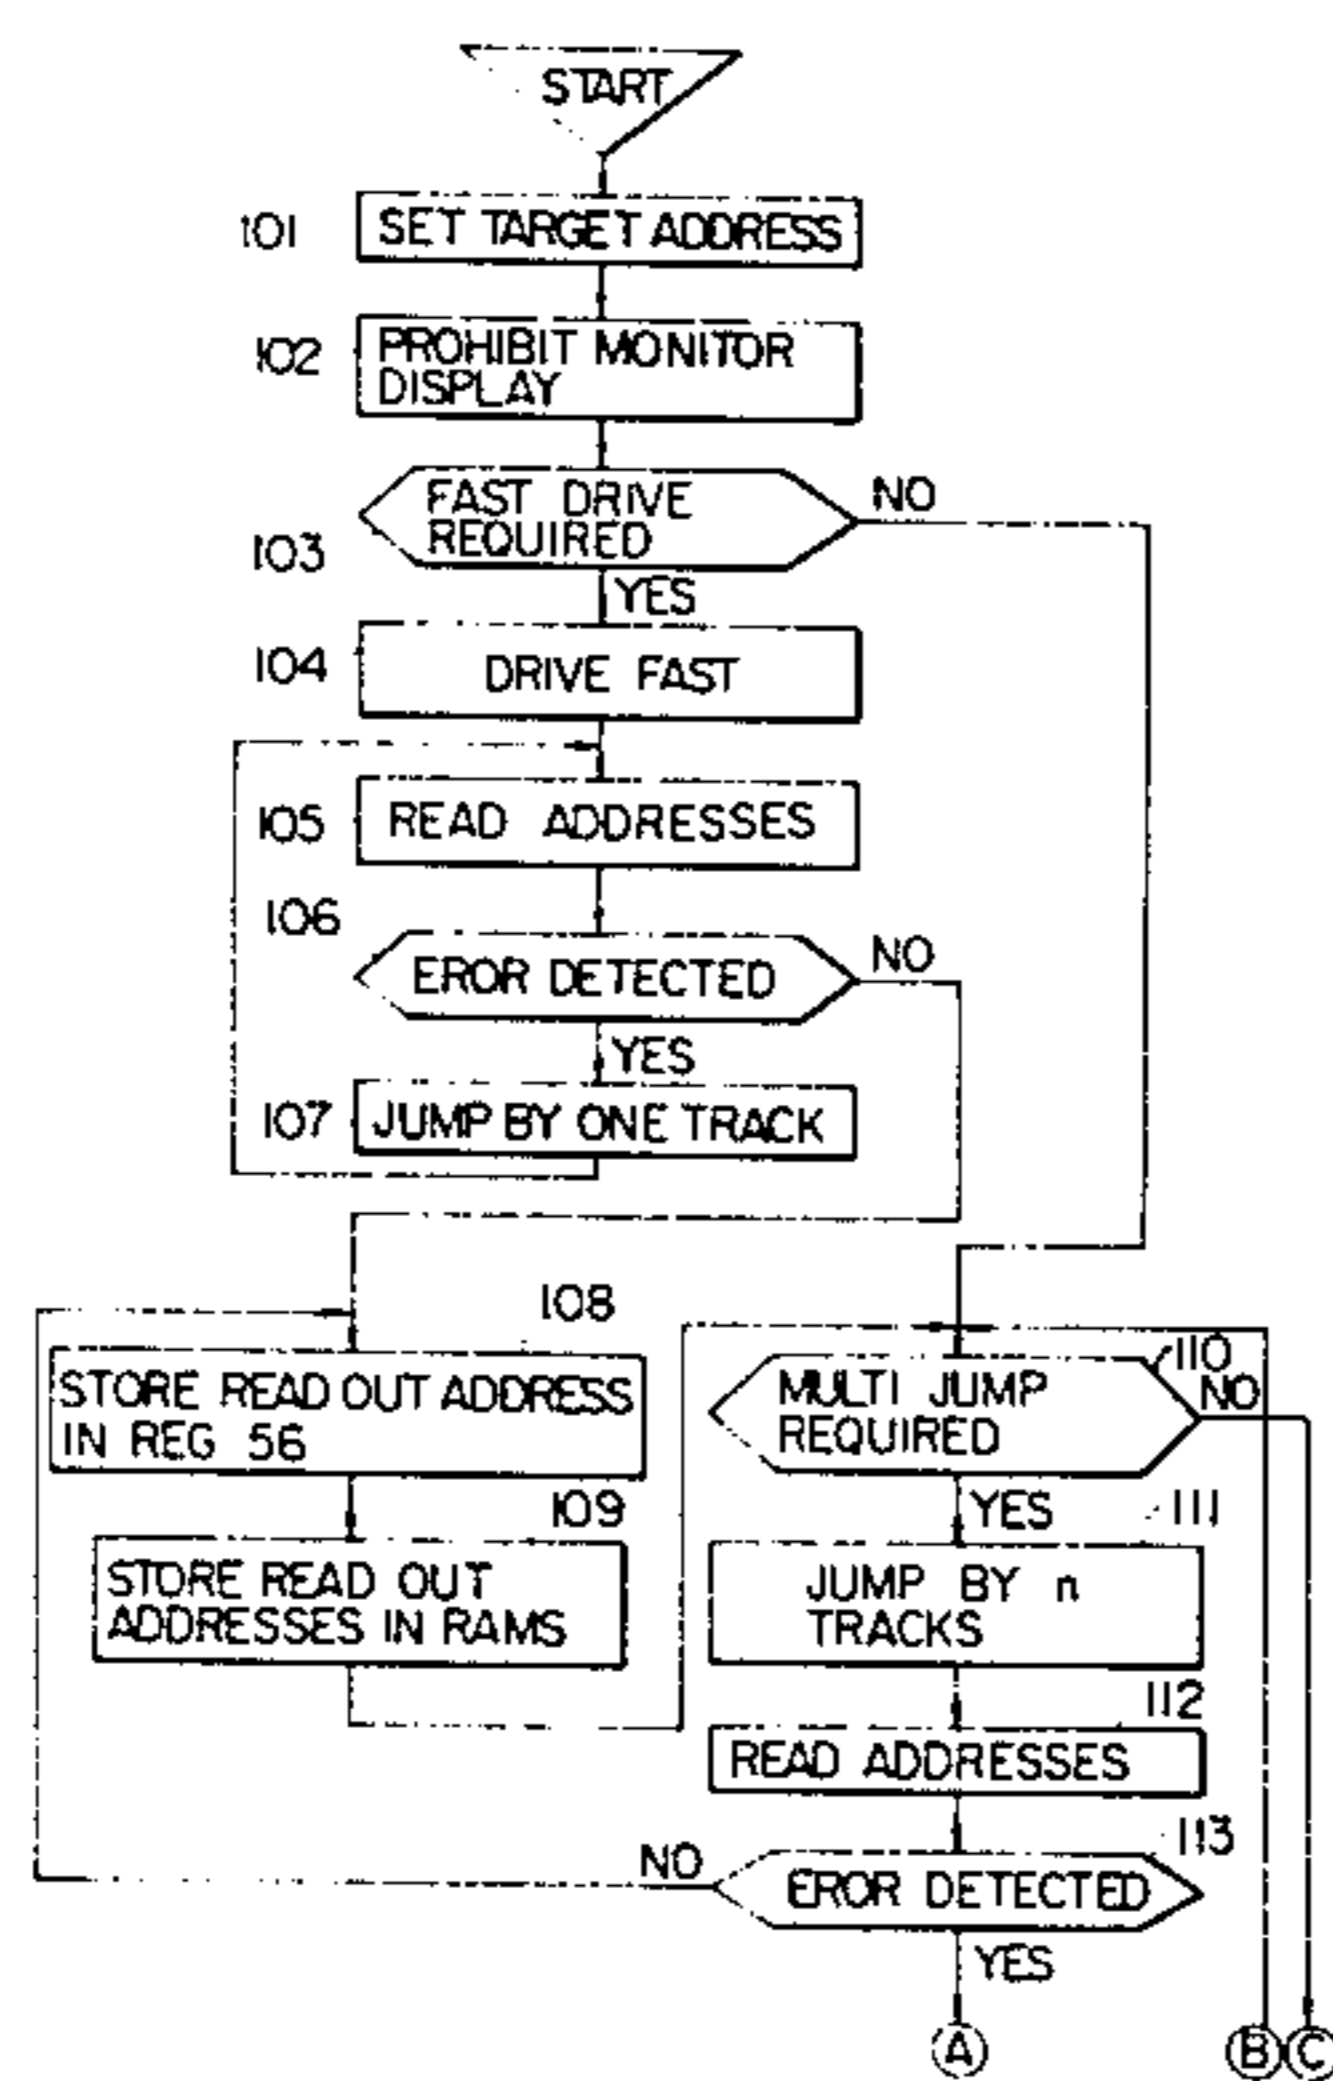 START
101
SET TARGET ADDRESS
102
PROHIBIT MONITOR
DISPLAY
103
FAST DRIVE
REQUIRED
NO
YES
104
DRIVE FAST
105
READ ADDRESSES
106
EROR DETECTED
NO
YES
107
JUMP BY ONE TRACK
108
STORE READ OUT ADDRESS
IN REG 56
109
STORE READ OUT
ADDRESSES IN RAMS
110
MULTI JUMP
REQUIRED
NO
YES
111
JUMP BY n
TRACKS
112
READ ADDRESSES
113
NO
EROR DETECTED
YES
A
B
C